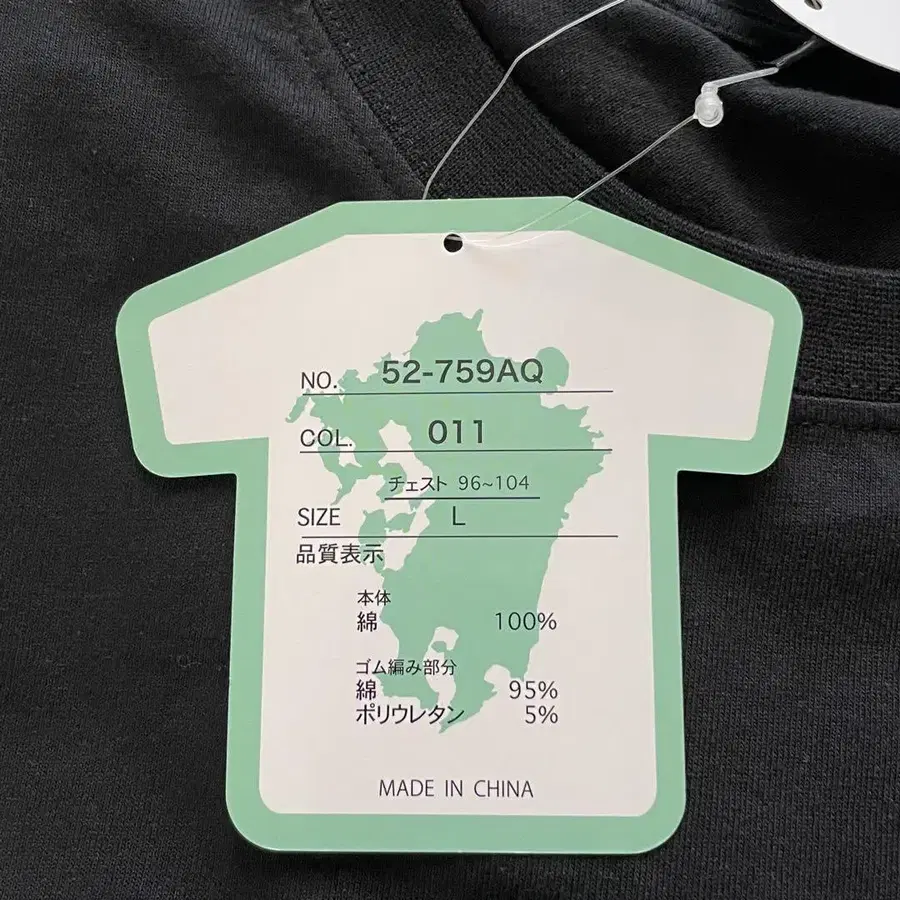 NO. 52-759AQ
COL. 011
チェスト 96~104
SIZE L
品質表示
本体
綿 100%
ゴム編み部分
綿 95%
ポリウレタン 5%
MADE IN CHINA